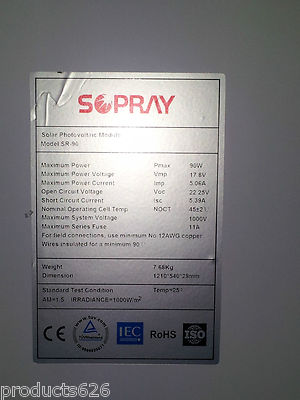 SOPRAY
Solar Photovoltaic Module
Model SR-90
Maximum Power Pmax 90W
Maximum Power Voltage Vmp 17.8V
Maximum Power Current Imp 5.06A
Open Circuit Voltage Voc 22.25V
Short Circuit Current Isc 5.39A
Nominal Operating Cell Temp NOCT 45±2
Maximum System Voltage 1000V
Maximum Series Fuse 11A
For field connections, use minimum No.12AWG copper
Wires insulated for a minimum 90
Weight 7.68Kg
Dimension 1210*540*28mm
Standard Test Condition Temp=25
AM=1.5 IRRADIANCE=1000W/m²
IEC
RoHS
ISO
products626